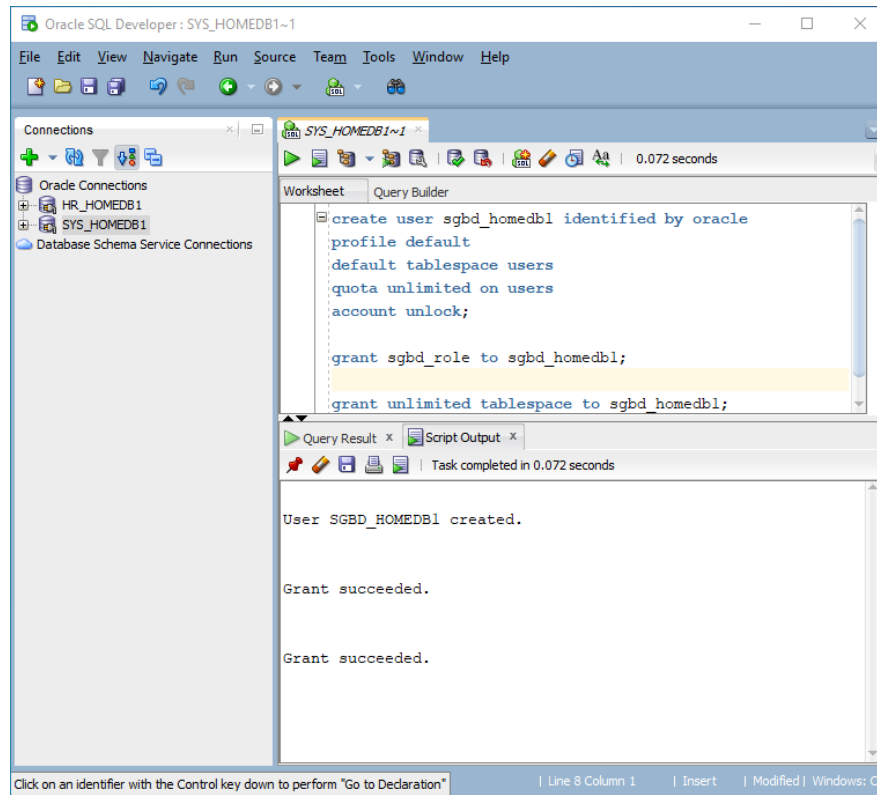 Oracle SQL Developer : SYS_HOMEDB1~1
File Edit View Navigate Run Source Team Tools Window Help
Connections
Oracle Connections
HR_HOMEDB1
SYS_HOMEDB1
Database Schema Service Connections
SYS_HOMEDB1~1
0.072 seconds
Worksheet Query Builder
create user sgbd_homedb1 identified by oracle
profile default
default tablespace users
quota unlimited on users
account unlock;
grant sgbd_role to sgbd_homedb1;
grant unlimited tablespace to sgbd_homedb1;
Query Result x Script Output x
Task completed in 0.072 seconds
User SGBD_HOMEDB1 created.
Grant succeeded.
Grant succeeded.
Click on an identifier with the Control key down to perform "Go to Declaration" | Line 8 Column 1 | Insert | Modified | Windows: C